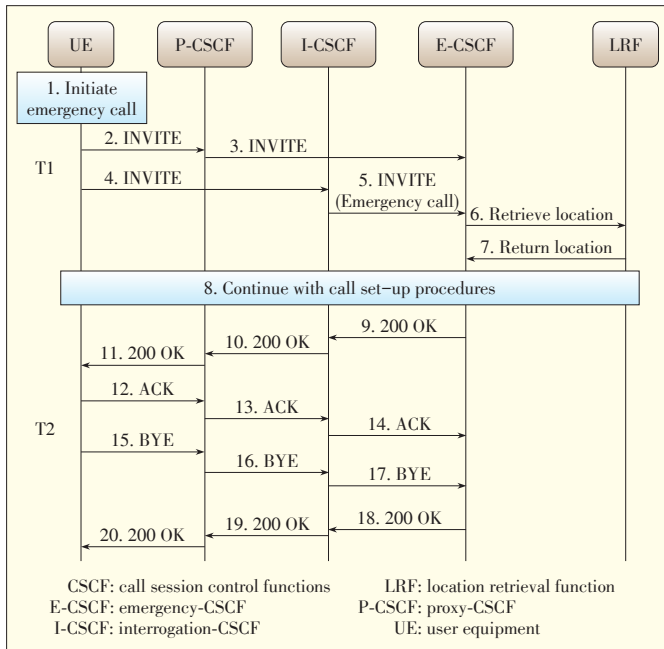 UE P-CSCF I-CSCF E-CSCF LRF
1. Initiate
emergency call
2. INVITE
3. INVITE
T1
4. INVITE
5. INVITE
(Emergency call)
6. Retrieve location
7. Return location
8. Continue with call set-up procedures
9. 200 OK
10. 200 OK
11. 200 OK
12. ACK
13. ACK
14. ACK
T2
15. BYE
16. BYE
17. BYE
18. 200 OK
19. 200 OK
20. 200 OK
CSCF: call session control functions LRF: location retrieval function
E-CSCF: emergency-CSCF P-CSCF: proxy-CSCF
I-CSCF: interrogation-CSCF UE: user equipment